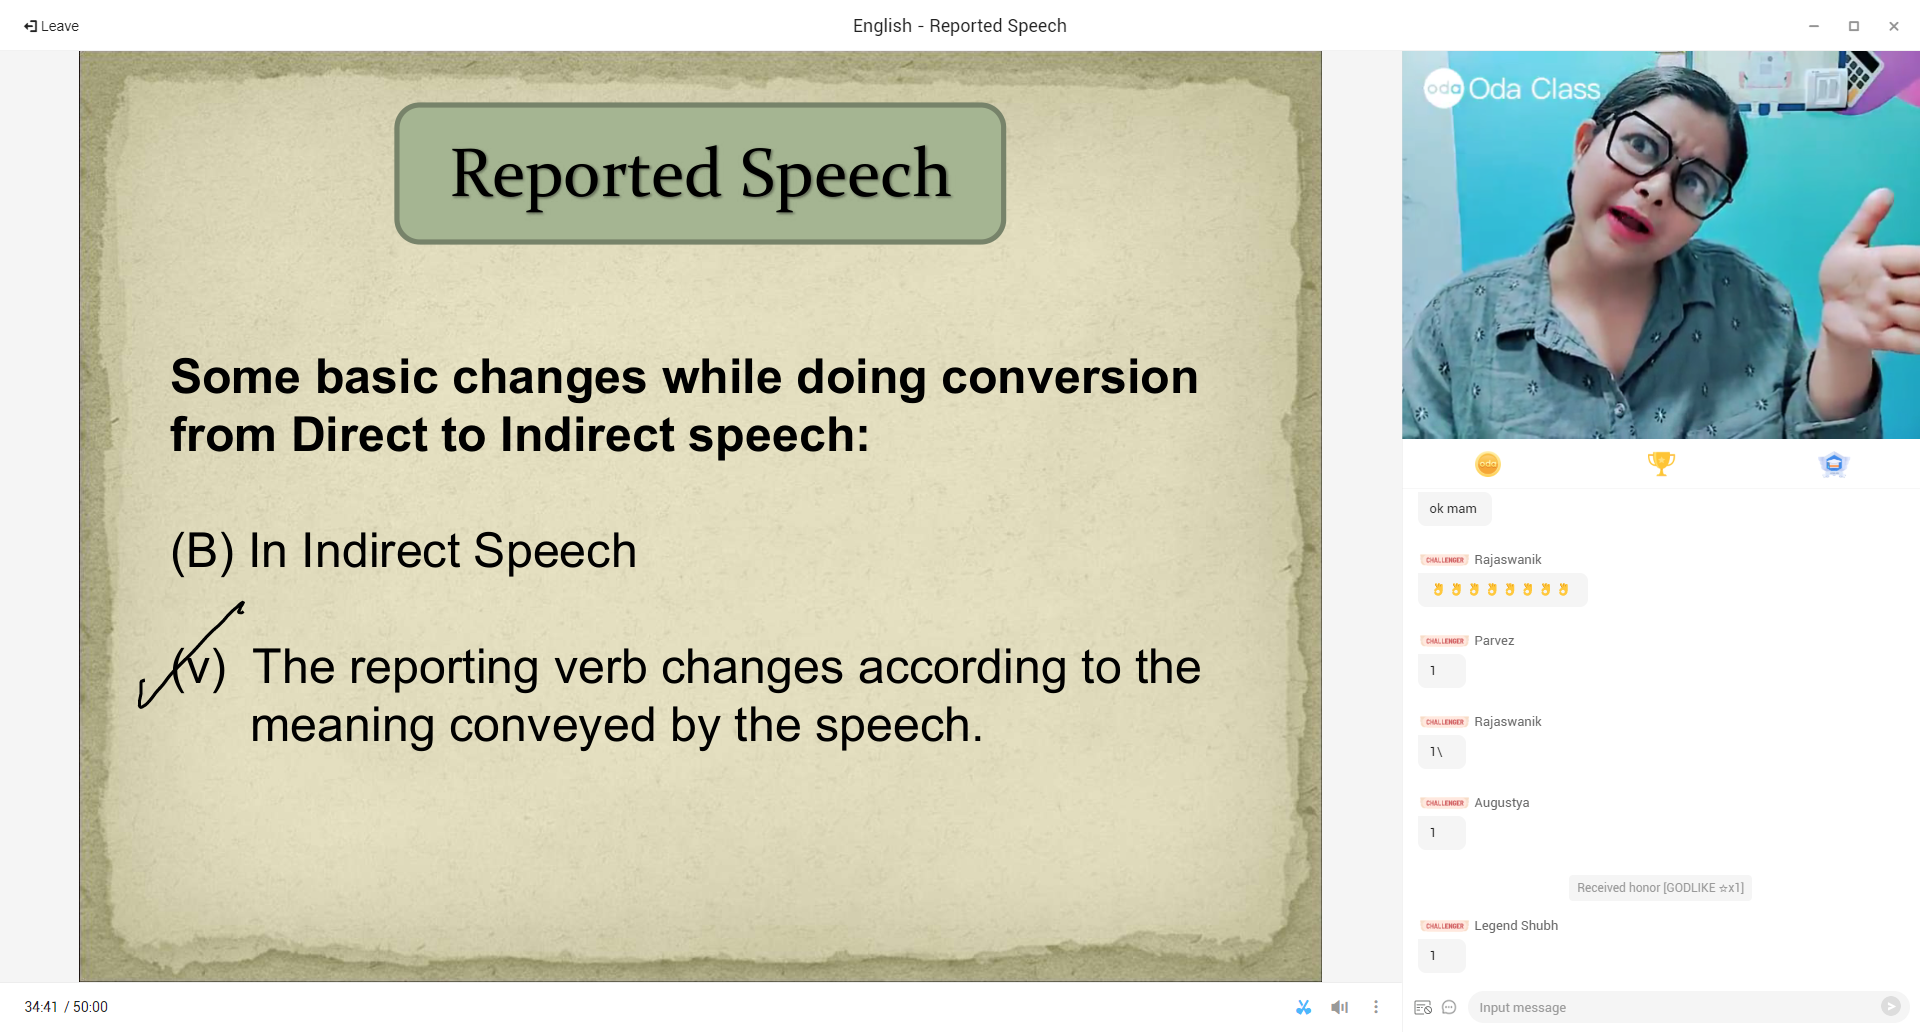 Leave
English - Reported Speech
Reported Speech
Some basic changes while doing conversion
from Direct to Indirect speech:
(B) In Indirect Speech
(v) The reporting verb changes according to the
meaning conveyed by the speech.
34:41 / 50:00
oda Oda Class
oda
ok mam
CHALLENGER Rajaswanik
👌 👌 👌 👌 👌 👌 👌 👌
CHALLENGER Parvez
1
CHALLENGER Rajaswanik
1\
CHALLENGER Augustya
1
Received honor [GODLIKE ☆x1]
CHALLENGER Legend Shubh
1
Input message